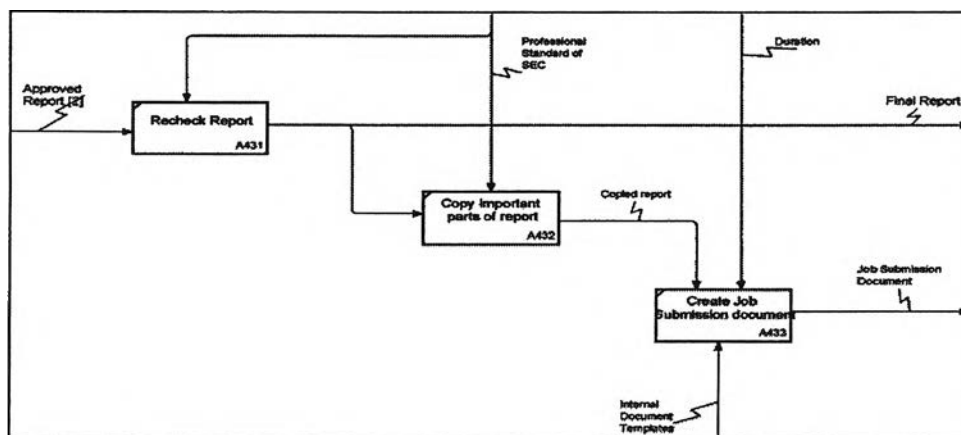 Professional
Standard of
SEC
Duration
Approved
Report [2]
Final Report
Recheck Report
A431
Copy Important
parts of report
A432
Copied report
Job Submission
Document
Create Job
Submission document
A433
Internal
Document
Templates